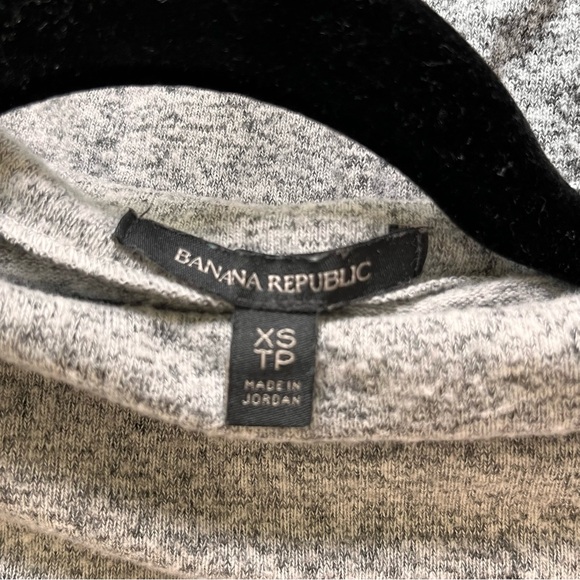 BANANA REPUBLIC
XS
TP
MADE IN
JORDAN